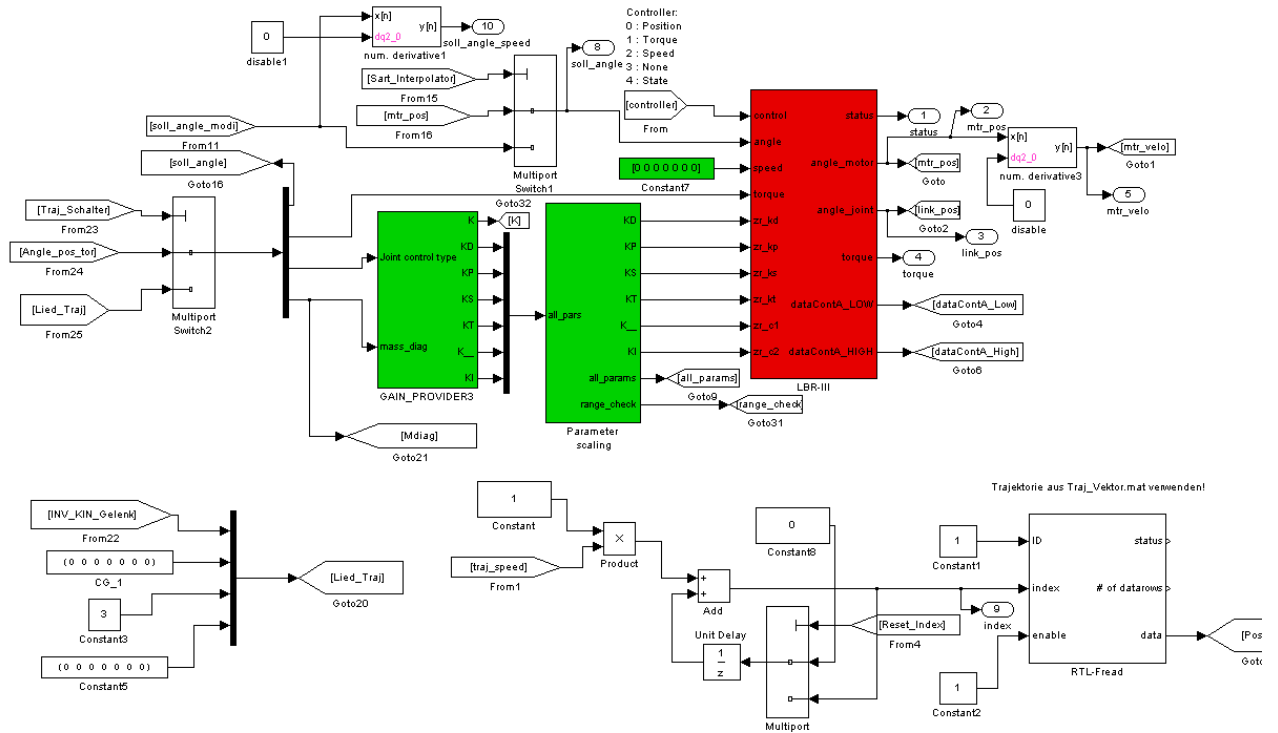 Controller:
0 : Position
1 : Torque
2 : Speed
3 : None
4 : State
0
disable1
x[n]
dq2_0
y[n]
num. derivative1
10
soll_angle_speed
8
soll_angle
[Sart_Interpolator]
From15
[mtr_pos]
From16
[soll_angle_modi]
From11
[soll_angle]
Goto16
Multiport
Switch1
Goto32
[controller]
From
[0 0 0 0 0 0 0]
Constant7
control
angle
speed
torque
zr_kd
zr_kp
zr_ks
zr_kt
zr_o1
zr_o2
status
angle_motor
angle_joint
torque
dataContA_LOW
dataContA_HIGH
LBR-III
1
status
2
mtr_pos
[mtr_pos]
Goto
x[n]
dq2_0
y[n]
num. derivative3
[mtr_velo]
Goto1
0
disable
5
mtr_velo
[link_pos]
Goto2
3
link_pos
4
torque
[dataContA_Low]
Goto4
[dataContA_High]
Goto6
[Traj_Schalter]
From23
[Angle_pos_tor]
From24
[Lied_Traj]
From25
Multiport
Switch2
Joint control type
mass_diag
K
KD
KP
KS
KT
K__
KI
GAIN_PROVIDER3
[K]
[Mdiag]
Goto21
all_pars
KD
KP
KS
KT
K__
KI
all_params
range_check
Parameter
scaling
[all_params]
Goto9
[range_check]
Goto31
[INV_KIN_Gelenk]
From22
(0 0 0 0 0 0 0)
CG_1
3
Constant3
(0 0 0 0 0 0 0)
Constant5
[Lied_Traj]
Goto20
1
Constant
[traj_speed]
From1
×
Product
+
+
Add
Unit Delay
1
z
0
Constant8
[Reset_Index]
From4
Multiport
9
index
Trajektorie aus Traj_Vektor.mat verwenden!
1
Constant1
1
Constant2
ID
index
enable
status
# of datarows
data
RTL-Fread
[Pos
Goto